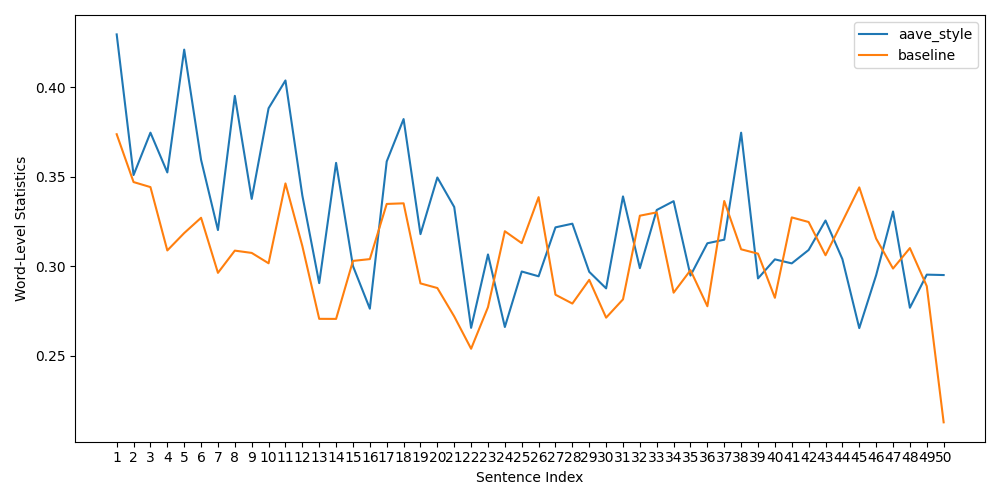 aave_style
baseline
0.40
0.35
0.30
0.25
Word-Level Statistics
1 2 3 4 5 6 7 8 9 10 11 12 13 14 15 16 17 18 19 20 21 22 23 24 25 26 27 28 29 30 31 32 33 34 35 36 37 38 39 40 41 42 43 44 45 46 47 48 49 50
Sentence Index